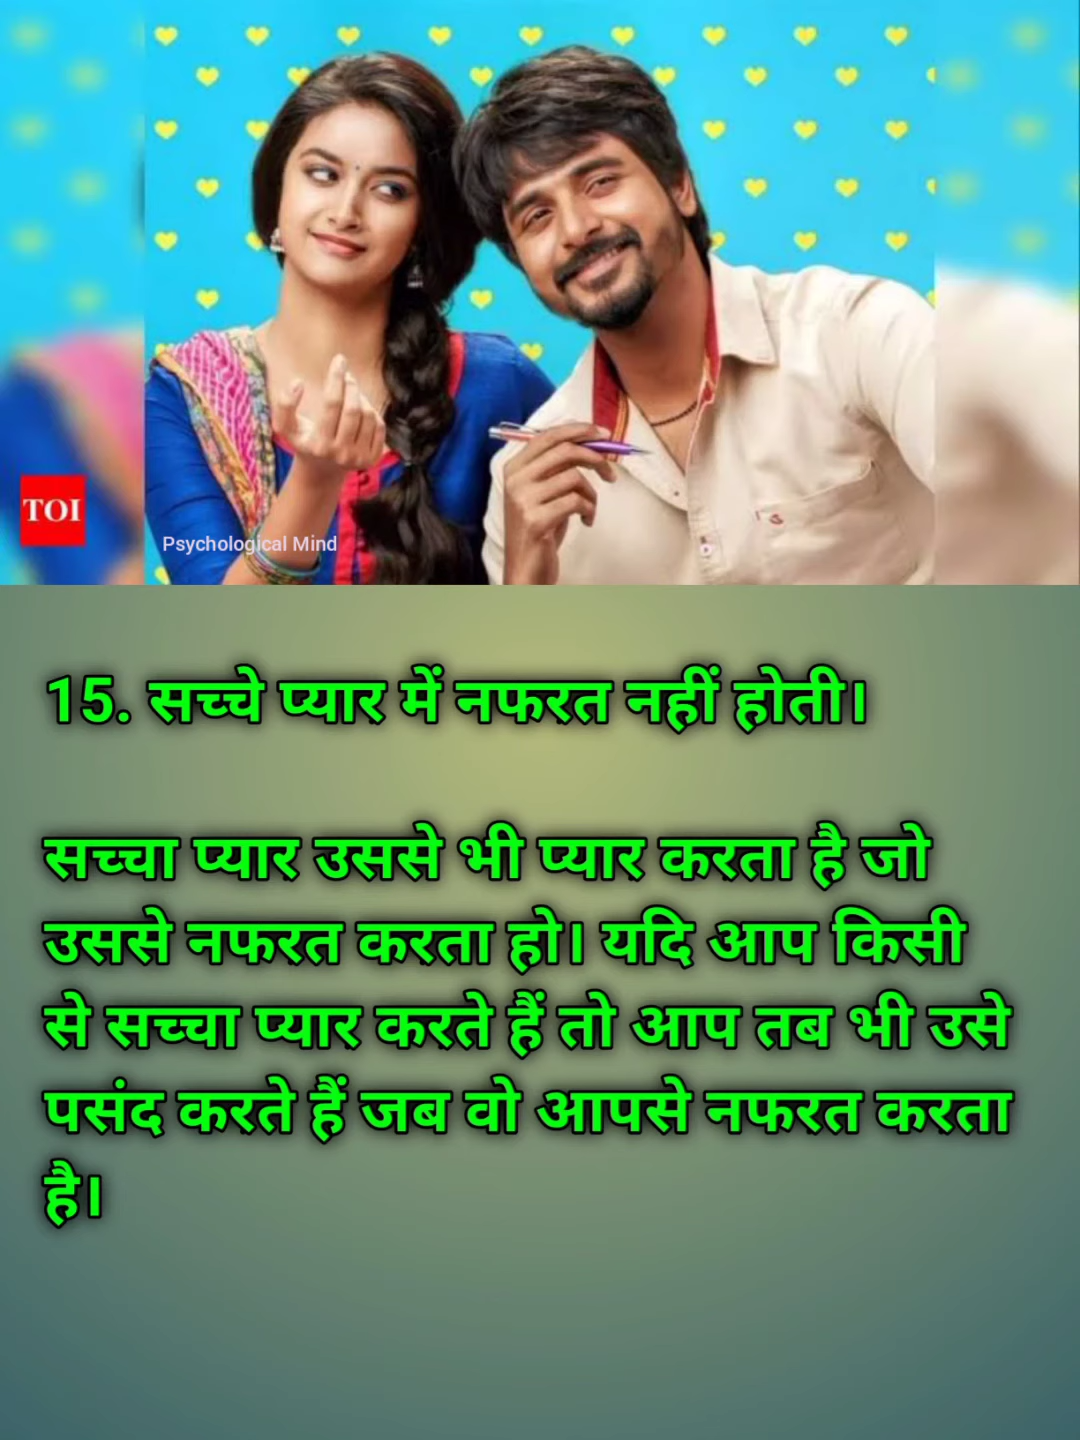 TOI
Psychological Mind
15. सच्चे प्यार में नफरत नहीं होती।
सच्चा प्यार उससे भी प्यार करता है जो
उससे नफरत करता हो। यदि आप किसी
से सच्चा प्यार करते हैं तो आप तब भी उसे
पसंद करते हैं जब वो आपसे नफरत करता
है।